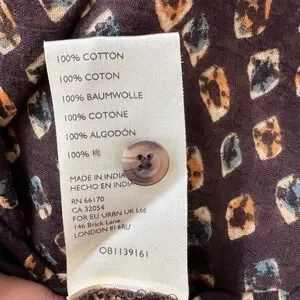 100% COTTON
100% COTON
100% BAUMWOLLE
100% COTONE
100% ALGODÓN
100% 棉
MADE IN INDIA
HECHO EN INDIA
RN 66170
CA 32054
FOR EU URBN UK Ltd
146 Brick Lane
LONDON E1 6RU
OB1139161